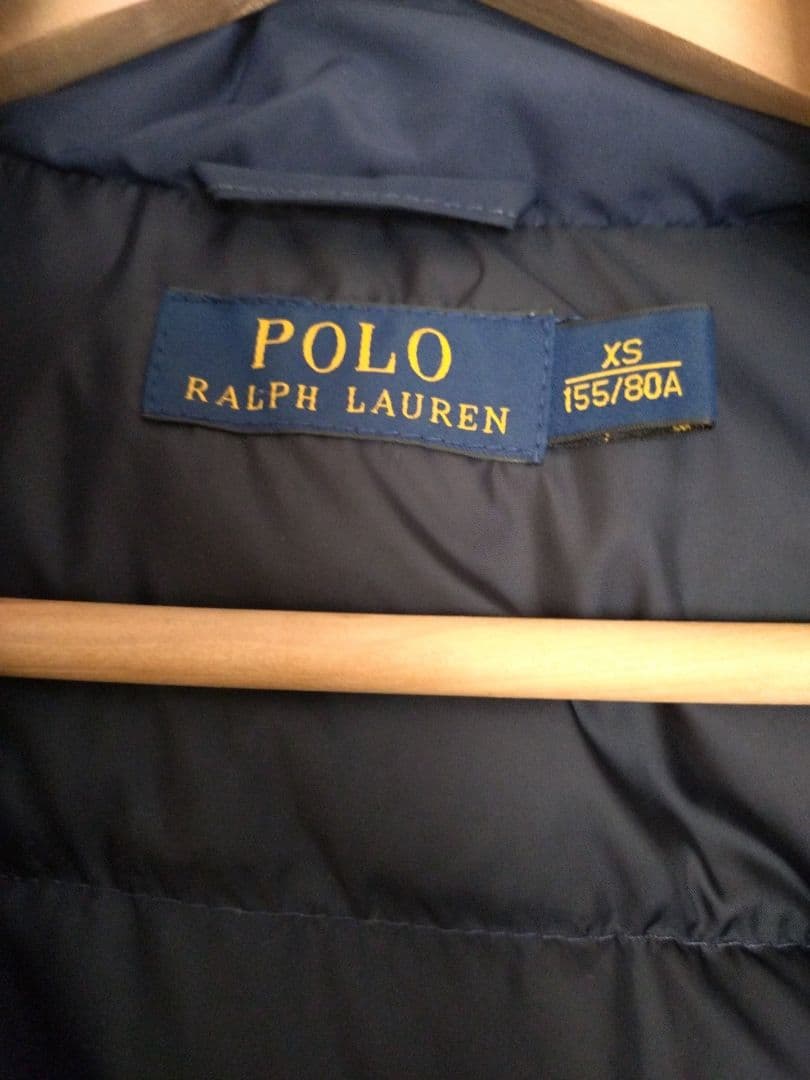 POLO
RALPH LAUREN
XS
155/80A